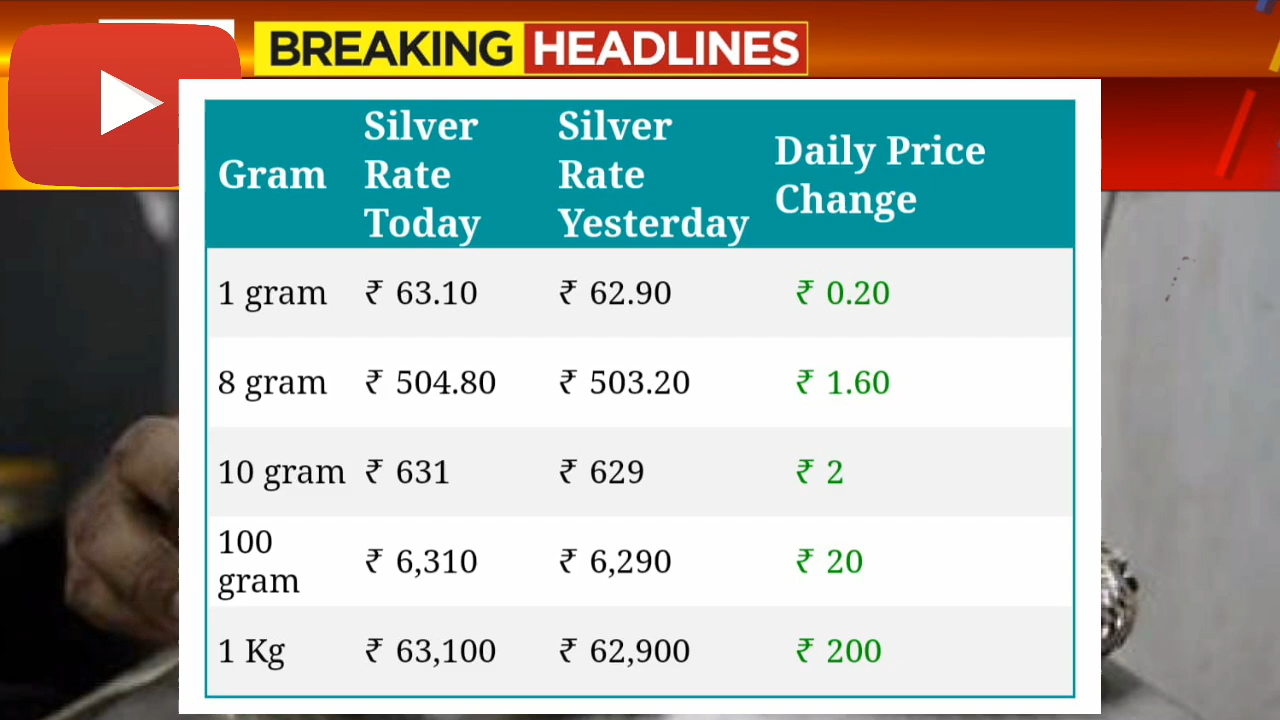 BREAKING HEADLINES
Gram
Silver
Rate
Today
Silver
Rate
Yesterday
Daily Price
Change
1 gram ₹ 63.10 ₹ 62.90 ₹ 0.20
8 gram ₹ 504.80 ₹ 503.20 ₹ 1.60
10 gram ₹ 631 ₹ 629 ₹ 2
100
gram ₹ 6,310 ₹ 6,290 ₹ 20
1 Kg ₹ 63,100 ₹ 62,900 ₹ 200